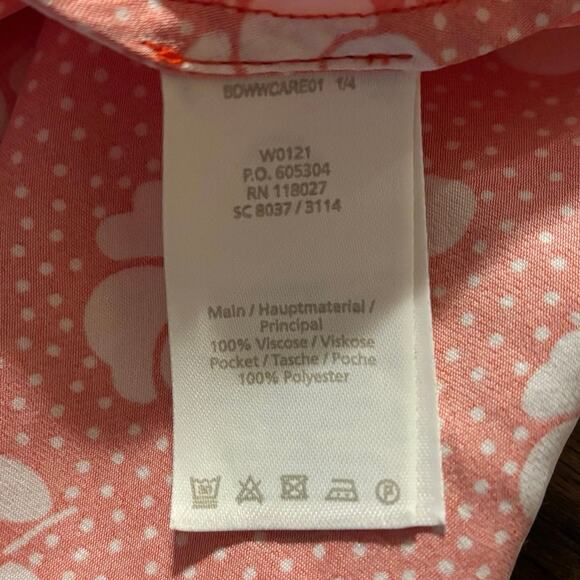 BDWWCARE01 1/4
W0121
P.O. 605304
RN 118027
SC 8037 / 3114
Main / Hauptmaterial /
Principal
100% Viscose / Viskose
Pocket / Tasche / Poche
100% Polyester
P